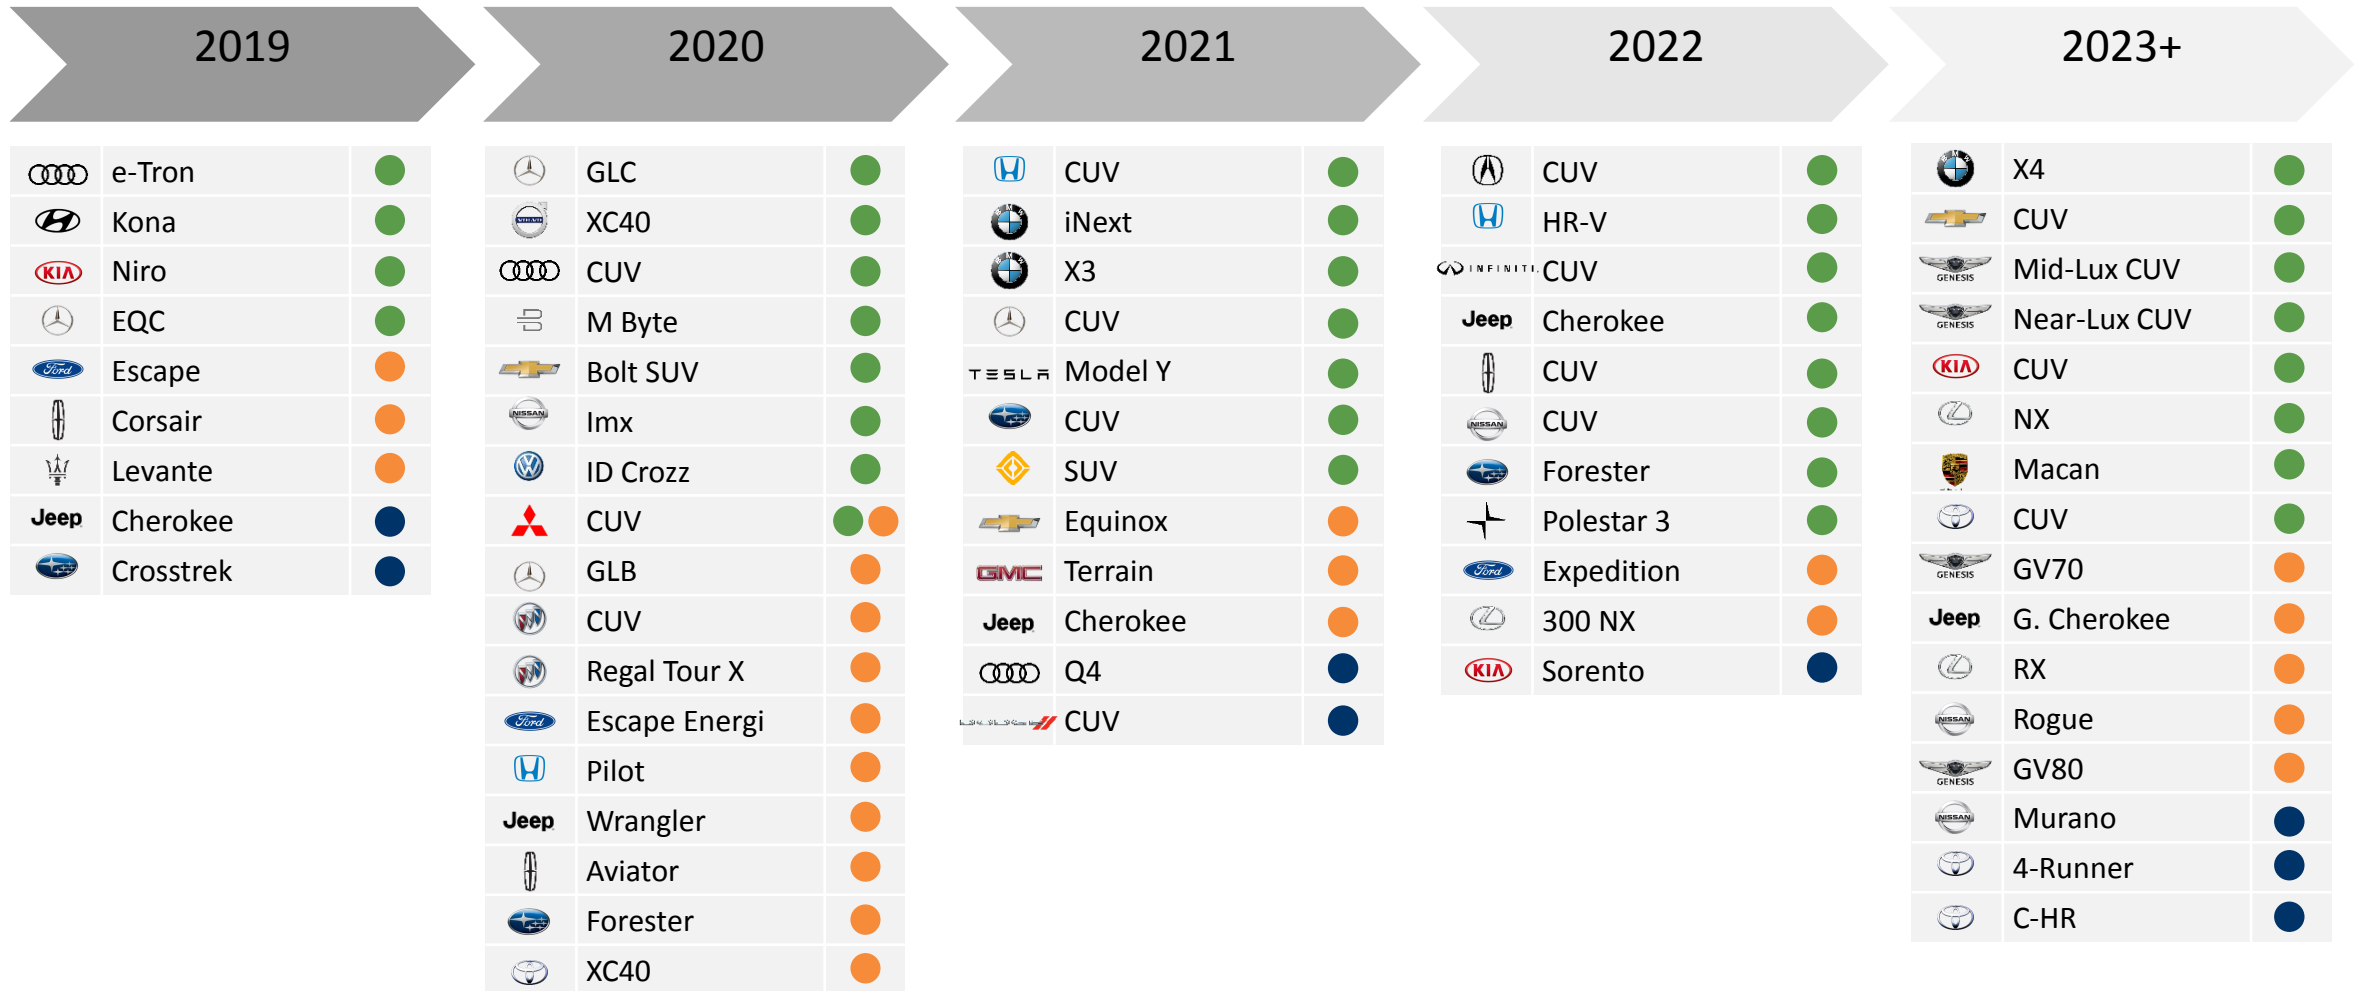 2019
2020
2021
2022
2023+
e-Tron
Kona
KIA Niro
EQC
Ford Escape
Corsair
Levante
Jeep Cherokee
Crosstrek
GLC
XC40
CUV
M Byte
Bolt SUV
NISSAN Imx
ID Crozz
CUV
GLB
CUV
Regal Tour X
Ford Escape Energi
Pilot
Jeep Wrangler
Aviator
Forester
XC40
CUV
BMW iNext
BMW X3
CUV
TESLA Model Y
CUV
SUV
Equinox
GMC Terrain
Jeep Cherokee
Q4
CUV
CUV
HR-V
INFINITI CUV
Jeep Cherokee
CUV
NISSAN CUV
Forester
Polestar 3
Ford Expedition
300 NX
KIA Sorento
BMW X4
CUV
GENESIS Mid-Lux CUV
GENESIS Near-Lux CUV
KIA CUV
NX
Macan
CUV
GENESIS GV70
Jeep G. Cherokee
RX
NISSAN Rogue
GENESIS GV80
NISSAN Murano
4-Runner
C-HR